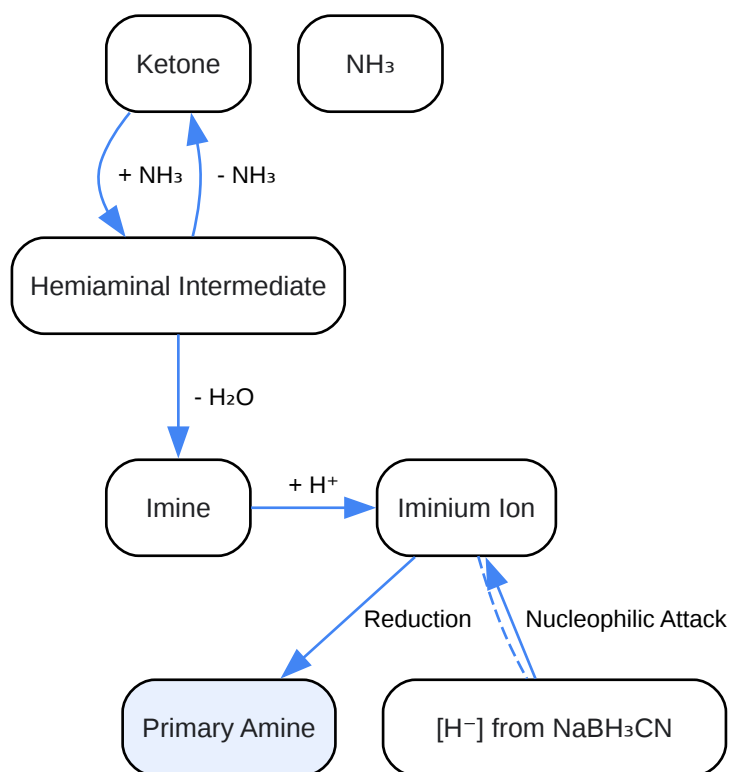 Ketone
NH₃
+ NH₃
- NH₃
Hemiaminal Intermediate
- H₂O
Imine
+ H⁺
Iminium Ion
Reduction
Nucleophilic Attack
Primary Amine
[H⁻] from NaBH₃CN